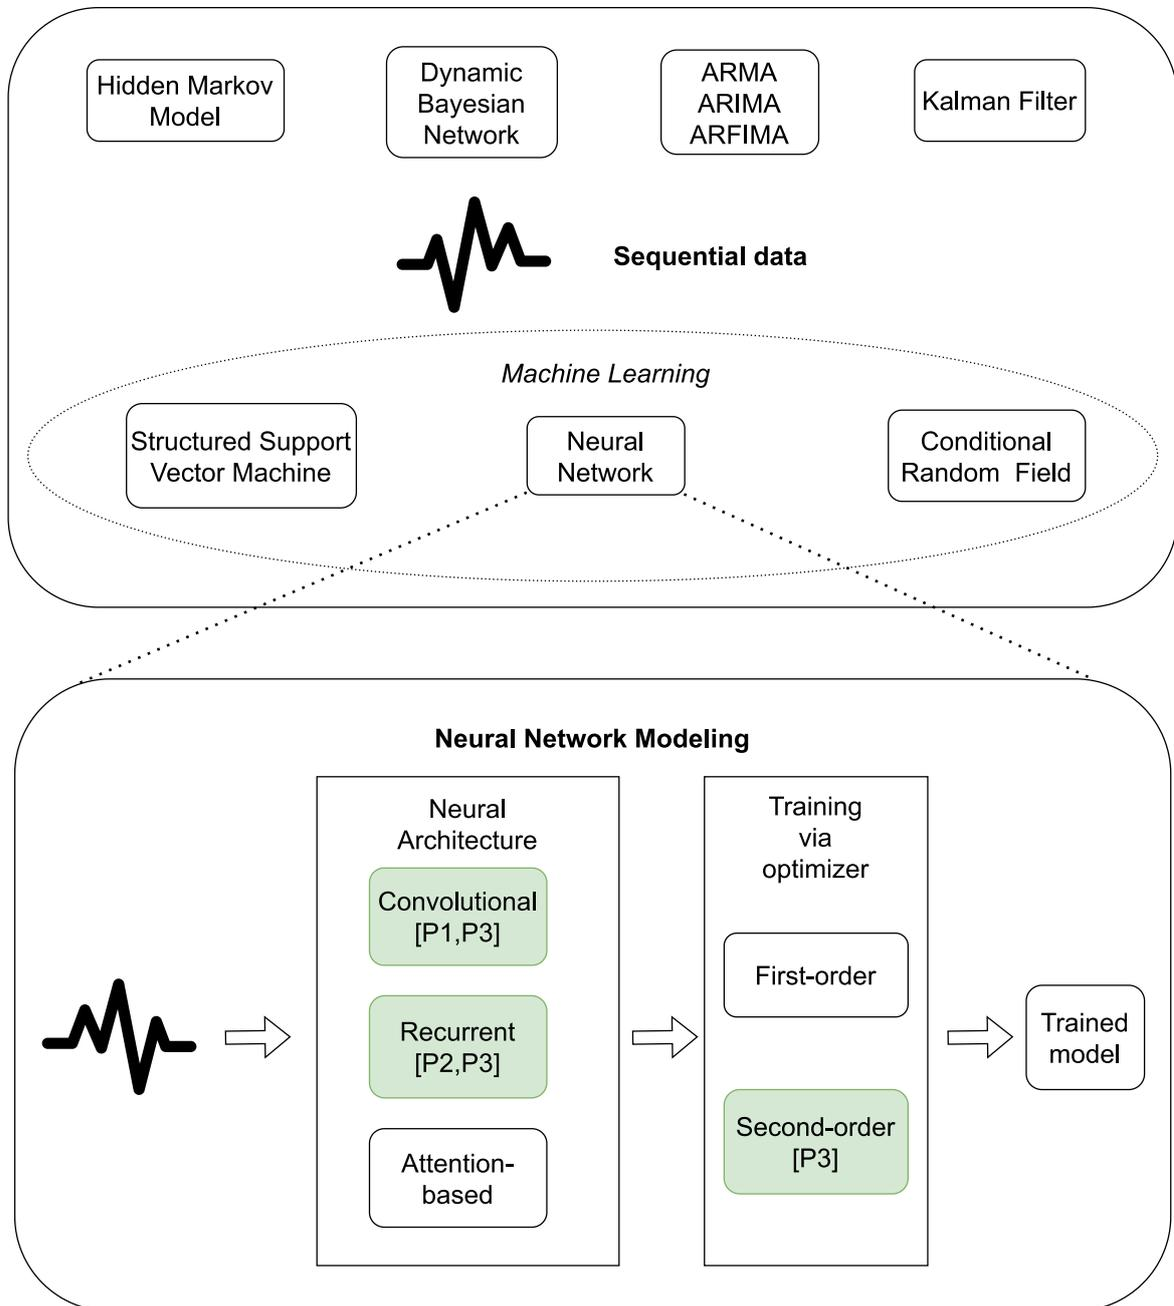 Hidden Markov
Model
Dynamic
Bayesian
Network
ARMA
ARIMA
ARFIMA
Kalman Filter
Sequential data
Machine Learning
Structured Support
Vector Machine
Neural
Network
Conditional
Random Field
Neural Network Modeling
Neural
Architecture
Convolutional
[P1,P3]
Recurrent
[P2,P3]
Attention-
based
Training
via
optimizer
First-order
Second-order
[P3]
Trained
model